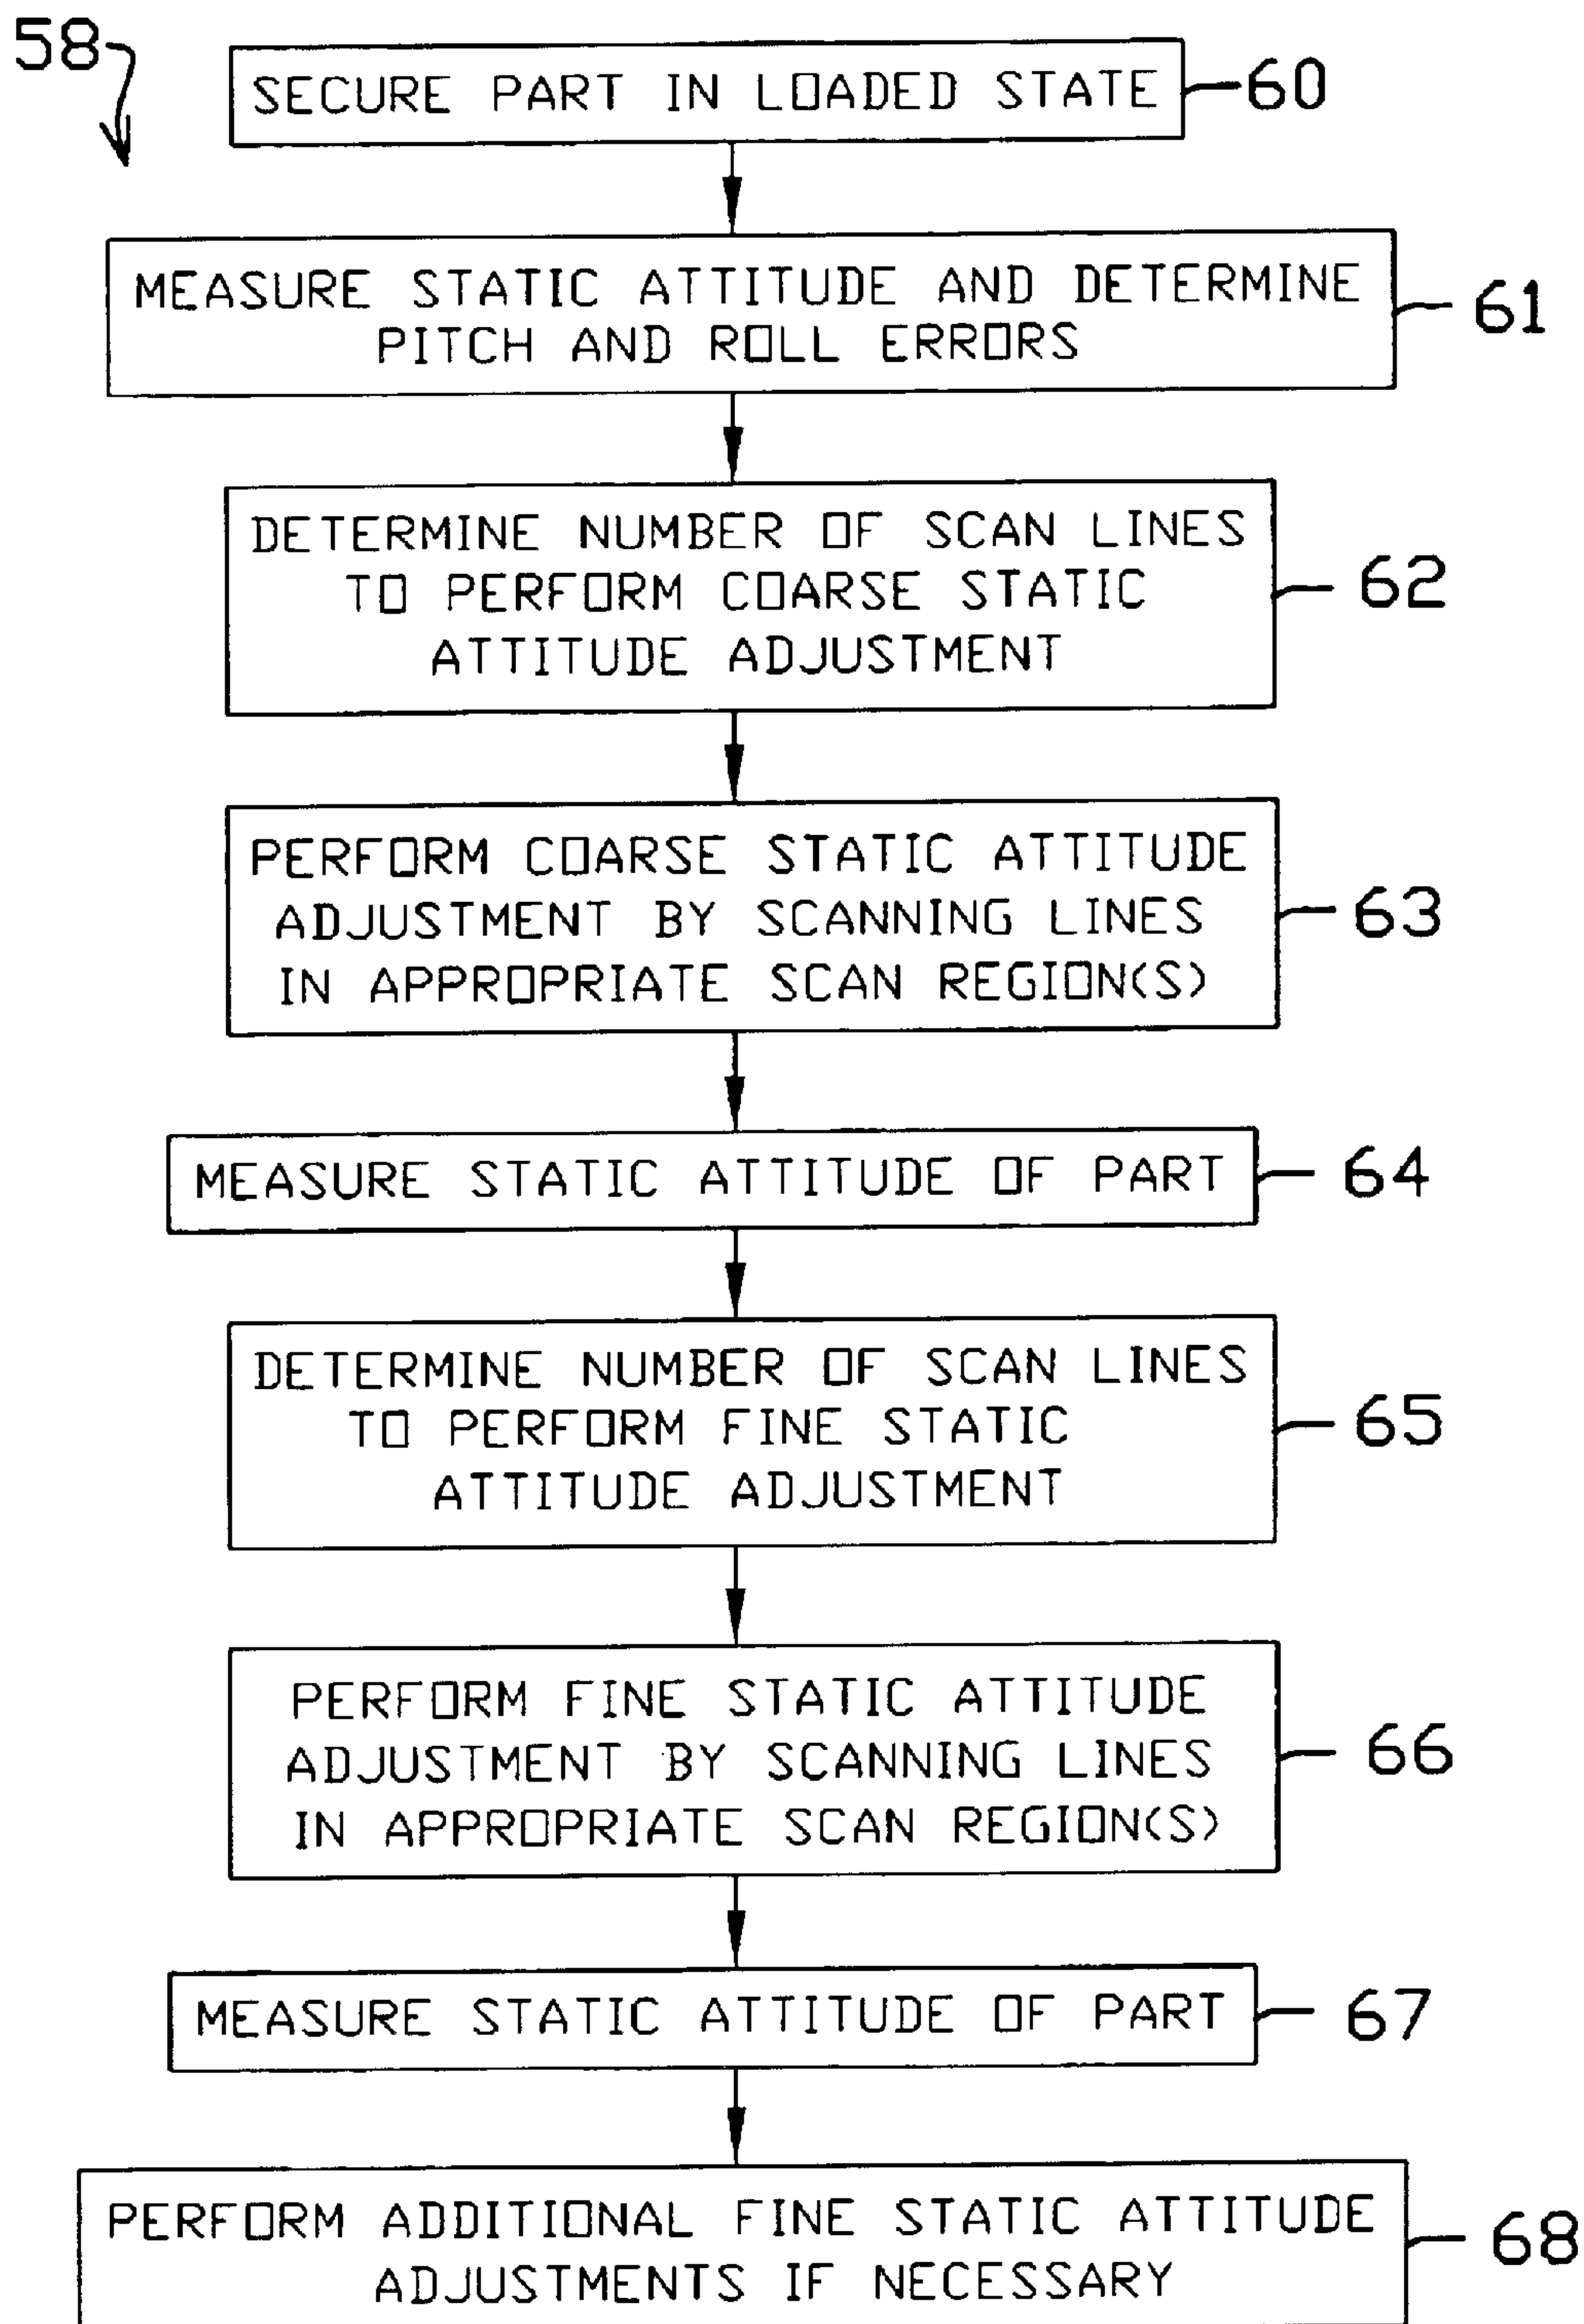 58
SECURE PART IN LOADED STATE
60
MEASURE STATIC ATTITUDE AND DETERMINE
PITCH AND ROLL ERRORS
61
DETERMINE NUMBER OF SCAN LINES
TO PERFORM COARSE STATIC
ATTITUDE ADJUSTMENT
62
PERFORM COARSE STATIC ATTITUDE
ADJUSTMENT BY SCANNING LINES
IN APPROPRIATE SCAN REGION(S)
63
MEASURE STATIC ATTITUDE OF PART
64
DETERMINE NUMBER OF SCAN LINES
TO PERFORM FINE STATIC
ATTITUDE ADJUSTMENT
65
PERFORM FINE STATIC ATTITUDE
ADJUSTMENT BY SCANNING LINES
IN APPROPRIATE SCAN REGION(S)
66
MEASURE STATIC ATTITUDE OF PART
67
PERFORM ADDITIONAL FINE STATIC ATTITUDE
ADJUSTMENTS IF NECESSARY
68